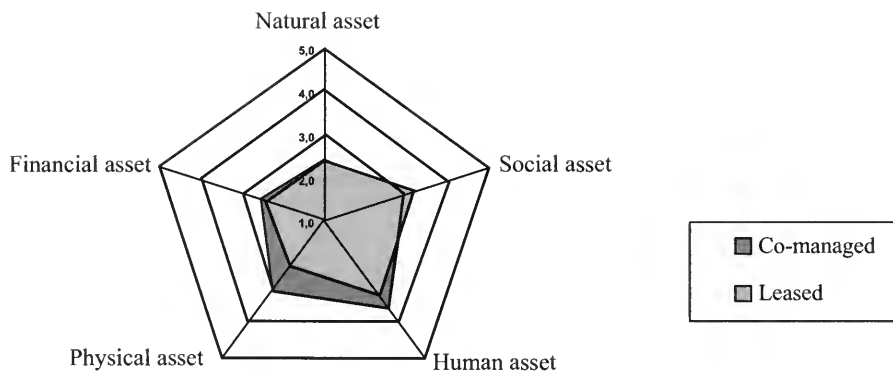 Natural asset
5,0
4,0
3,0
Financial asset
Social asset
2,0
1,0
Co-managed
Leased
Physical asset
Human asset